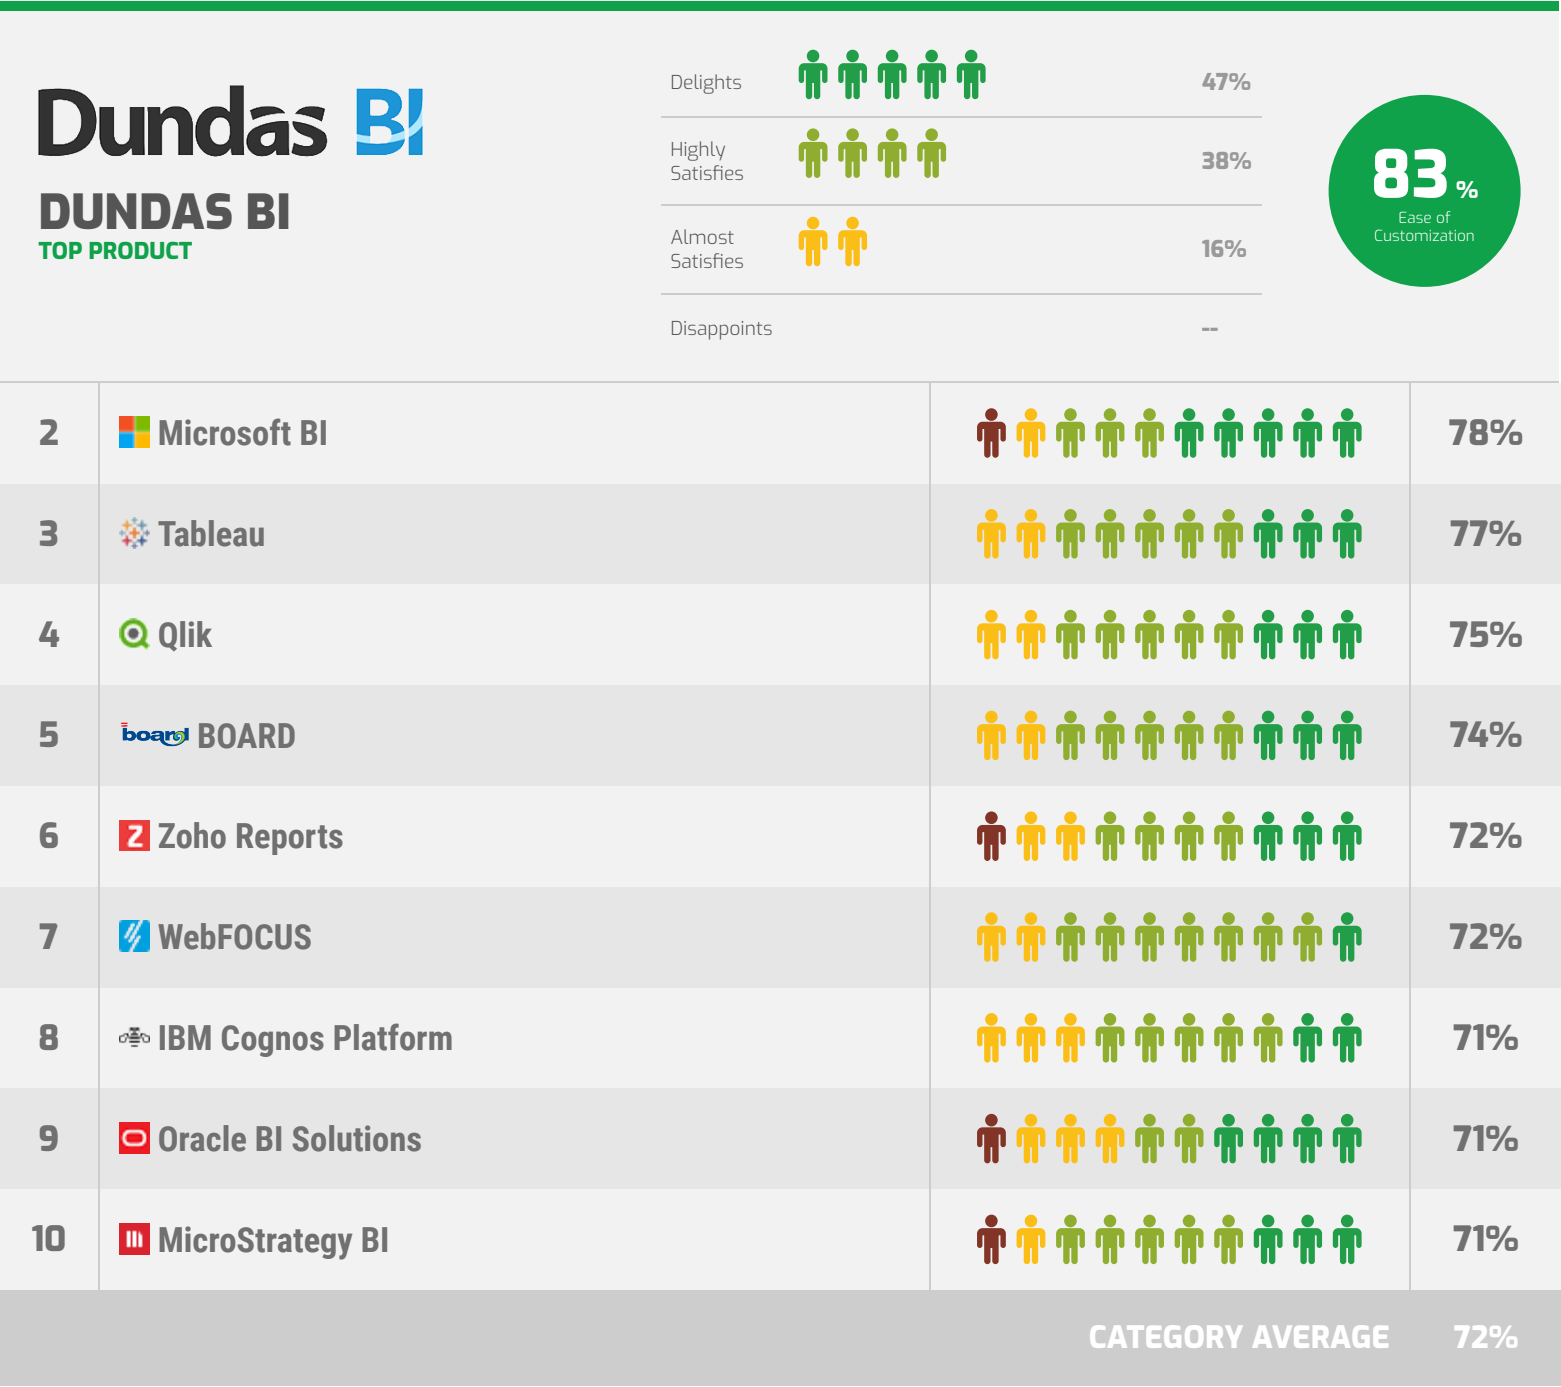 Dundas BI
DUNDAS BI
TOP PRODUCT
Delights 47%
Highly
Satisfies 38%
Almost
Satisfies 16%
Disappoints --
83 %
Ease of
Customization
2 Microsoft BI 78%
3 Tableau 77%
4 Qlik 75%
5 board BOARD 74%
6 Z Zoho Reports 72%
7 WebFOCUS 72%
8 IBM Cognos Platform 71%
9 Oracle BI Solutions 71%
10 MicroStrategy BI 71%
CATEGORY AVERAGE 72%